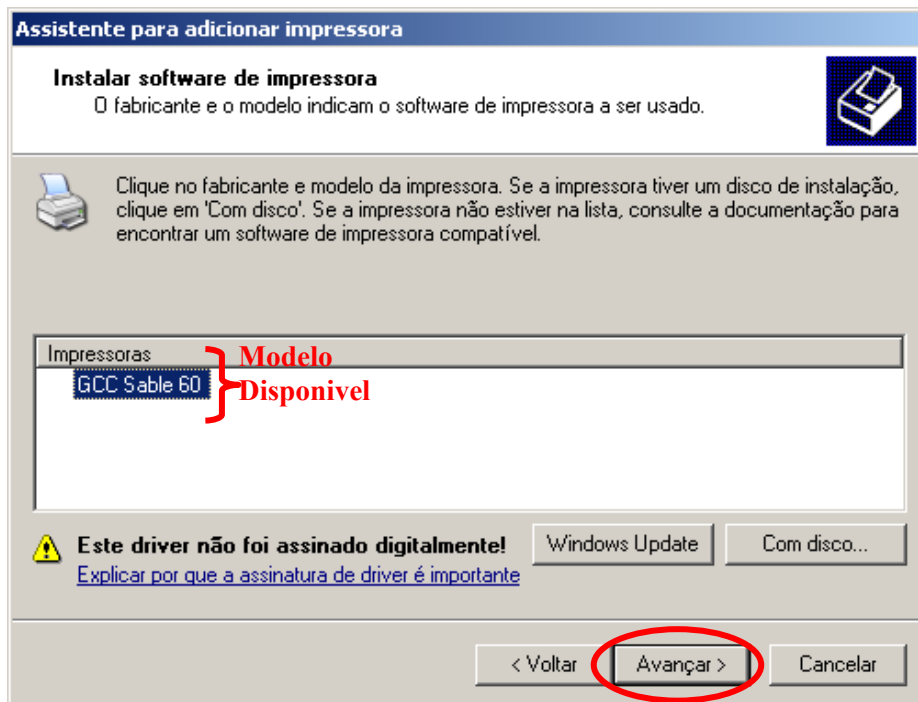 Assistente para adicionar impressora
Instalar software de impressora
O fabricante e o modelo indicam o software de impressora a ser usado.
Clique no fabricante e modelo da impressora. Se a impressora tiver um disco de instalação,
clique em 'Com disco'. Se a impressora não estiver na lista, consulte a documentação para
encontrar um software de impressora compatível.
Impressoras
Modelo
GCC Sable 60
Disponivel
Este driver não foi assinado digitalmente!
Windows Update
Com disco...
Explicar por que a assinatura de driver é importante
< Voltar
Avançar >
Cancelar